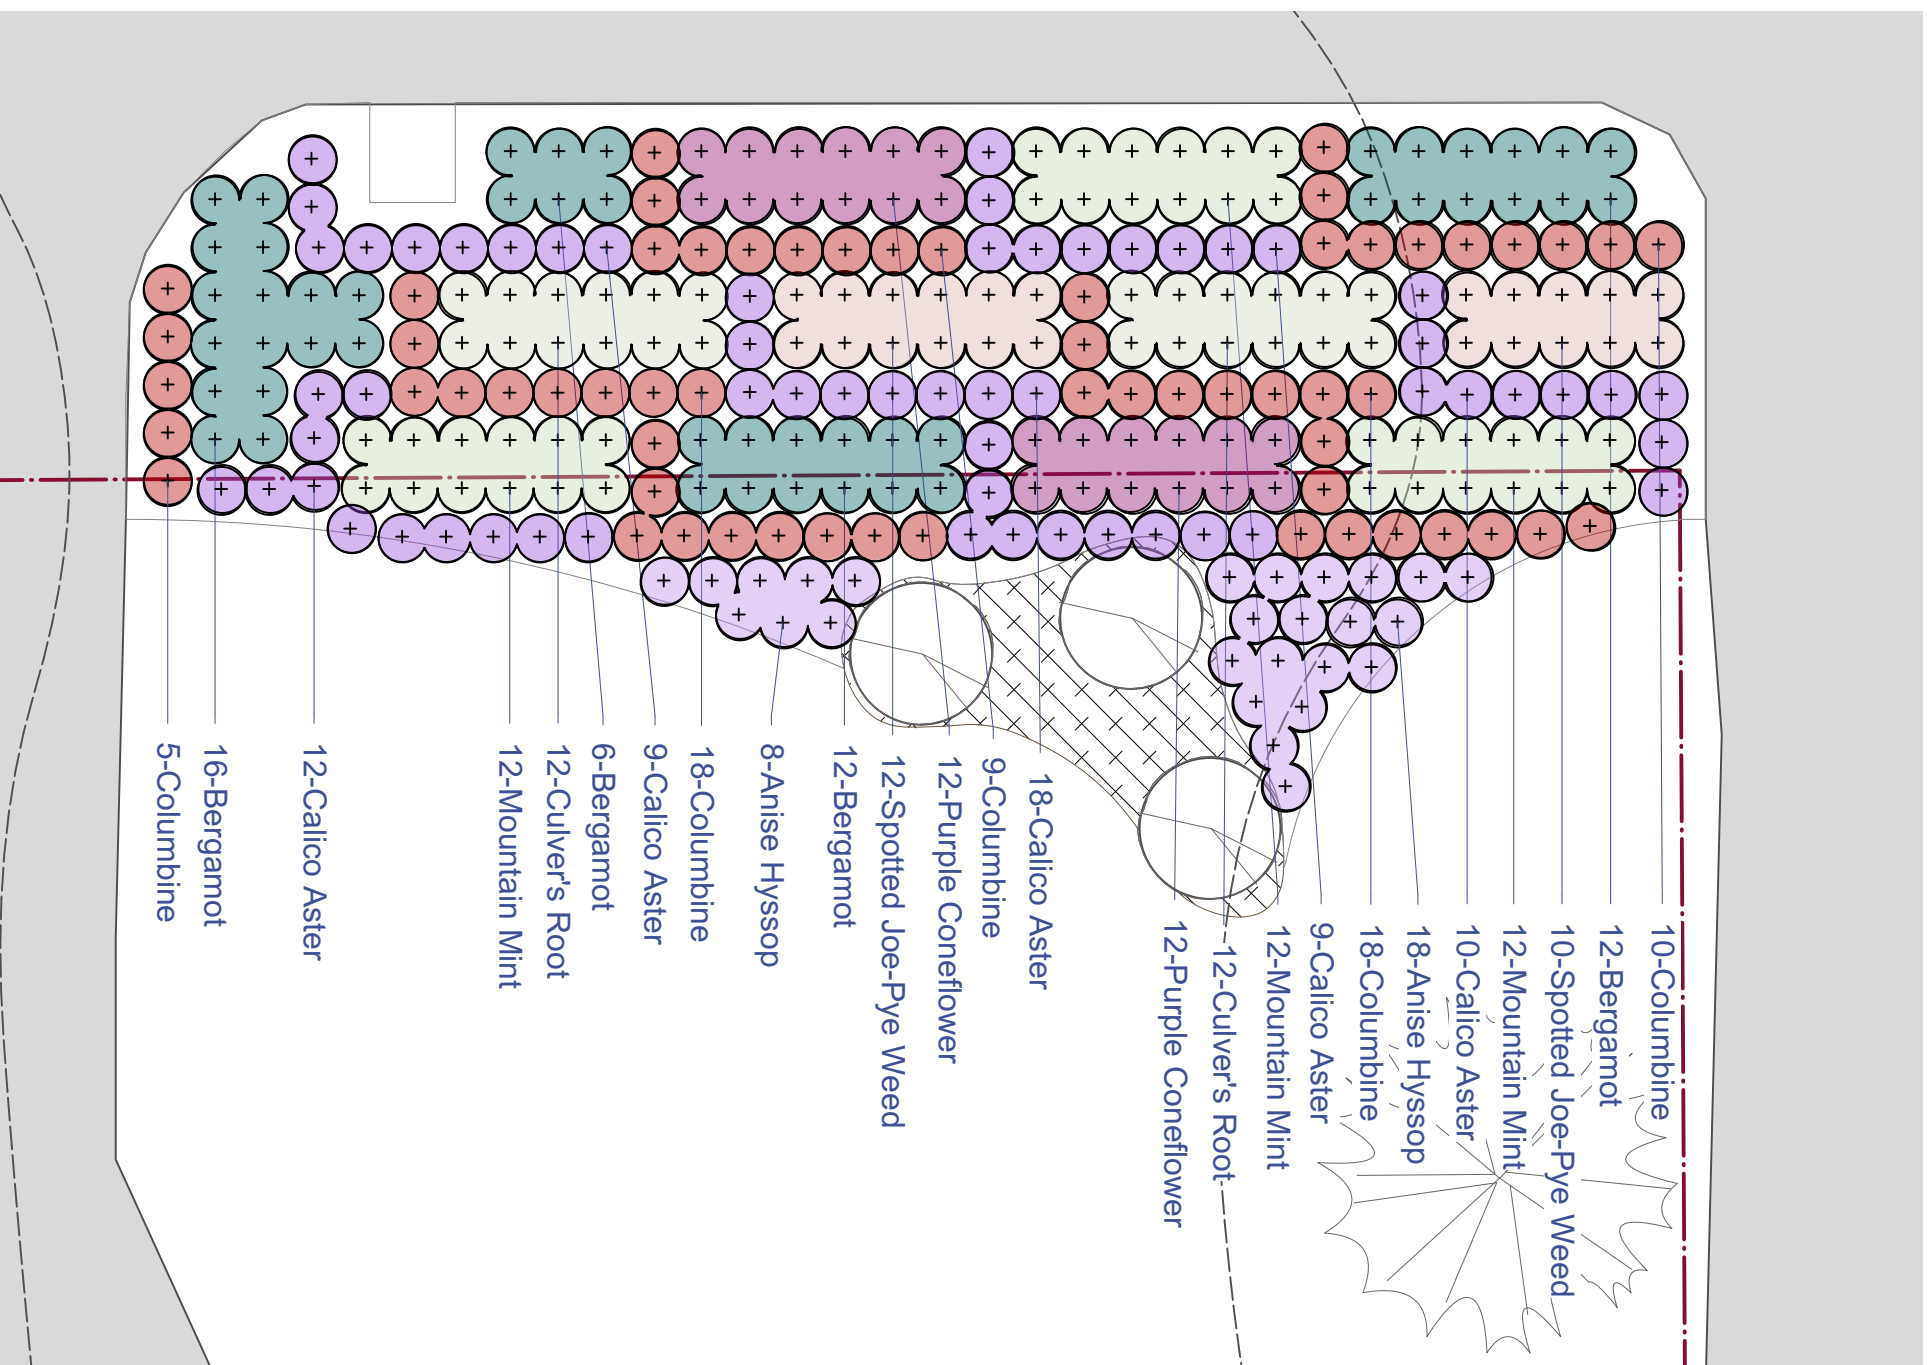 5-Columbine
16-Bergamot
12-Calico Aster
12-Mountain Mint
12-Culver's Root
6-Bergamot
9-Calico Aster
18-Columbine
8-Anise Hyssop
12-Bergamot
12-Spotted Joe-Pye Weed
12-Purple Coneflower
9-Columbine
18-Calico Aster
12-Purple Coneflower
12-Culver's Root
12-Mountain Mint
9-Calico Aster
18-Columbine
18-Anise Hyssop
10-Calico Aster
12-Mountain Mint
10-Spotted Joe-Pye Weed
12-Bergamot
10-Columbine